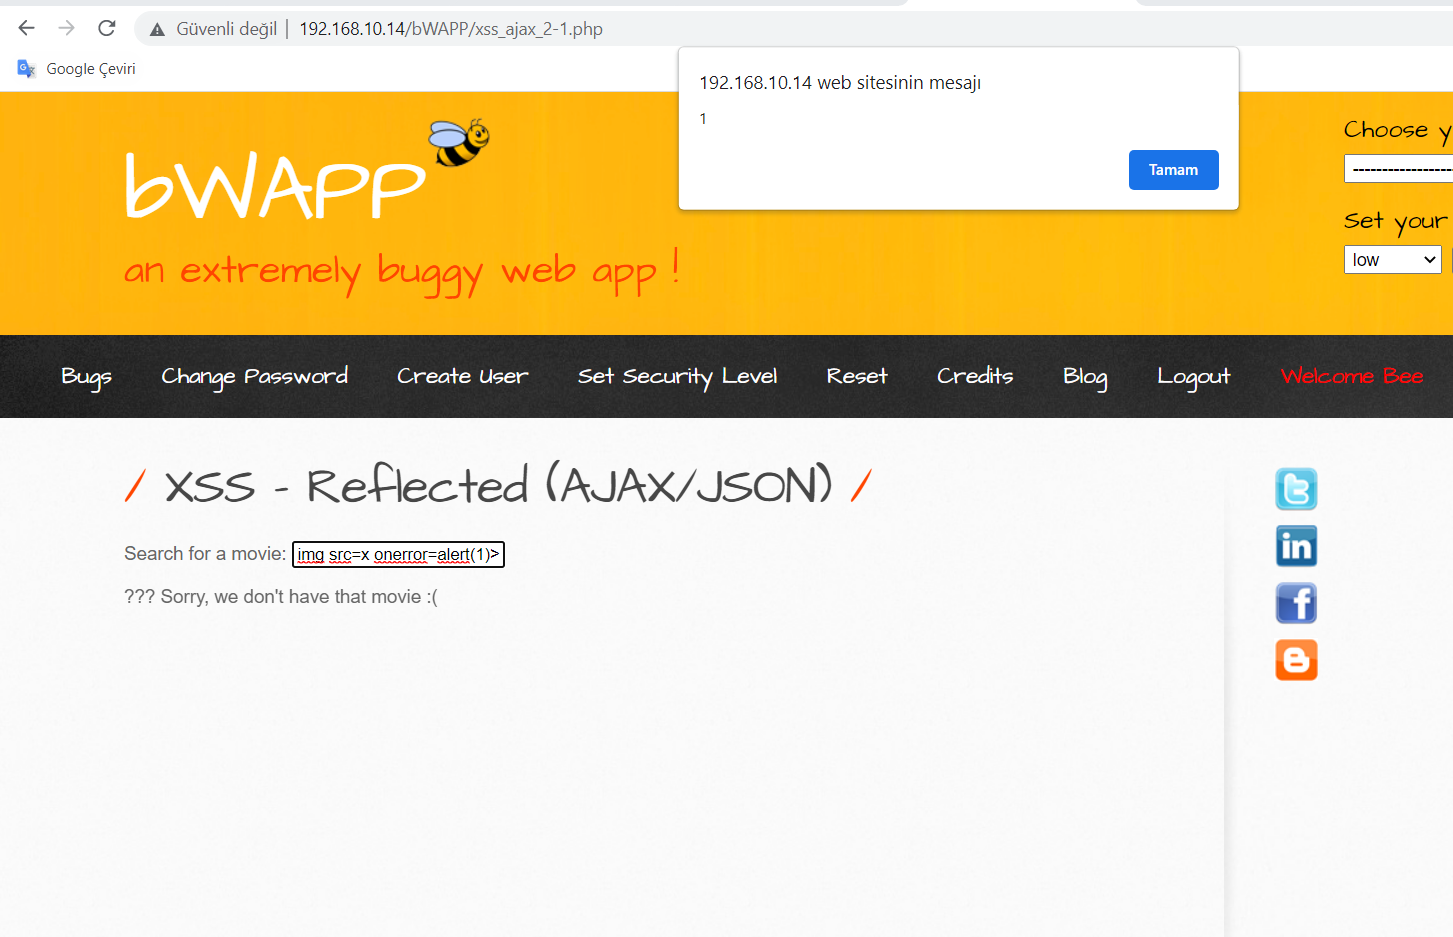 Güvenli değil | 192.168.10.14/bWAPP/xss_ajax_2-1.php
Google Çeviri
192.168.10.14 web sitesinin mesajı
1
Tamam
bWAPP
an extremely buggy web app !
Choose y
------------------
Set your
low
Bugs Change Password Create User Set Security Level Reset Credits Blog Logout Welcome Bee
/ XSS - Reflected (AJAX/JSON) /
Search for a movie: img src=x onerror=alert(1)>
??? Sorry, we don't have that movie :(